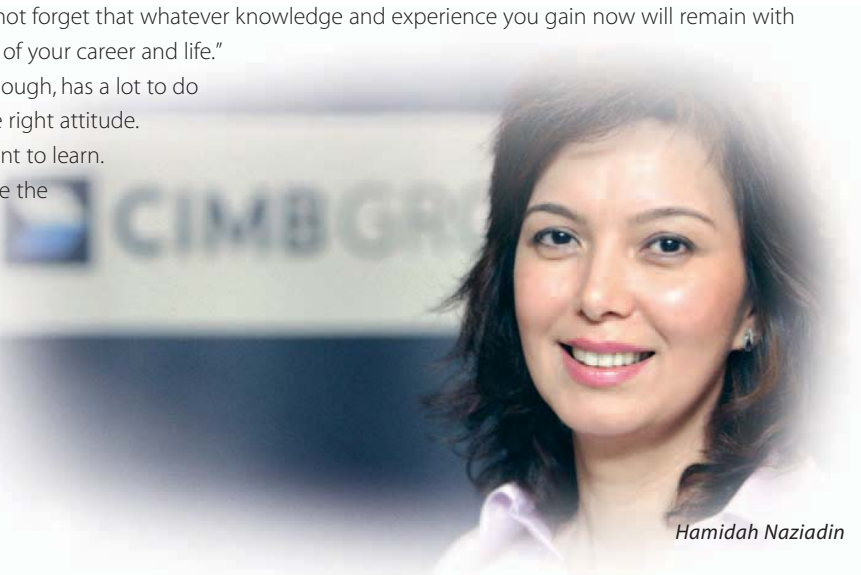 not forget that whatever knowledge and experience you gain now will remain with
of your career and life.”
ough, has a lot to do
e right attitude.
nt to learn.
e the
CIMBGRO
Hamidah Naziadin